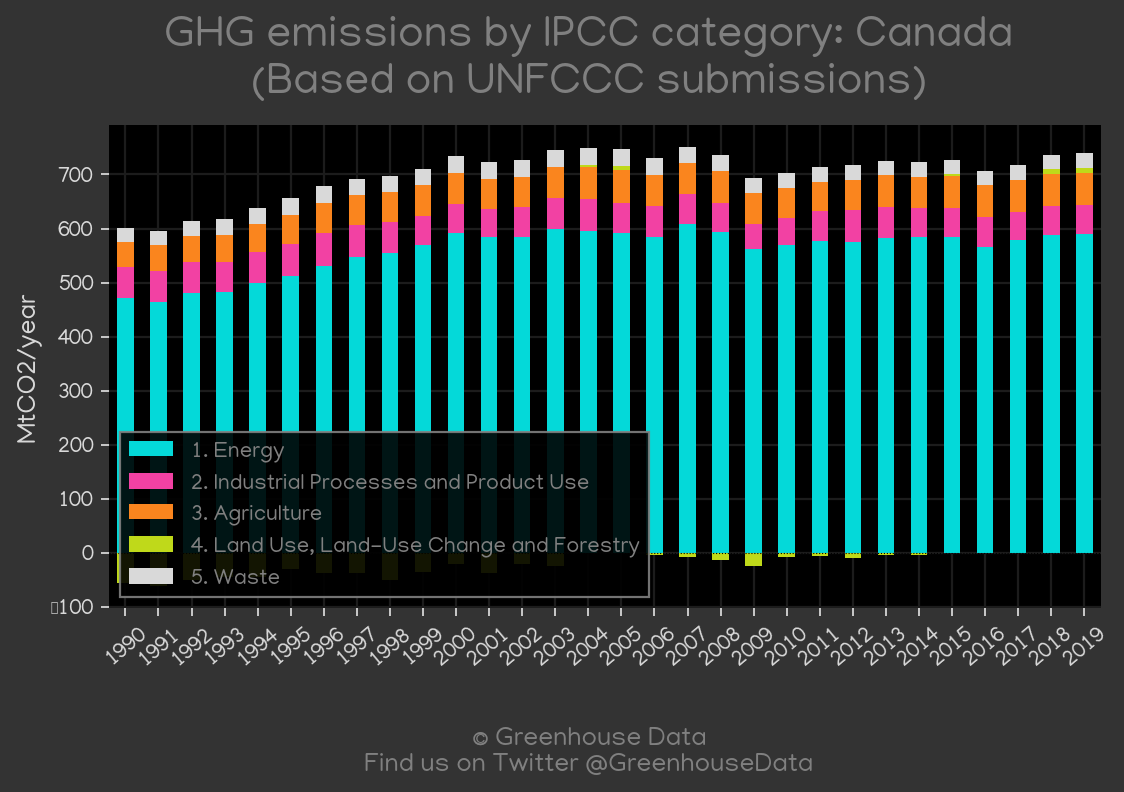 GHG emissions by IPCC category: Canada
(Based on UNFCCC submissions)
MtCO2/year
700
600
500
400
300
200
100
0
▯100
1. Energy
2. Industrial Processes and Product Use
3. Agriculture
4. Land Use, Land-Use Change and Forestry
5. Waste
1990 1991 1992 1993 1994 1995 1996 1997 1998 1999 2000 2001 2002 2003 2004 2005 2006 2007 2008 2009 2010 2011 2012 2013 2014 2015 2016 2017 2018 2019
© Greenhouse Data
Find us on Twitter @GreenhouseData